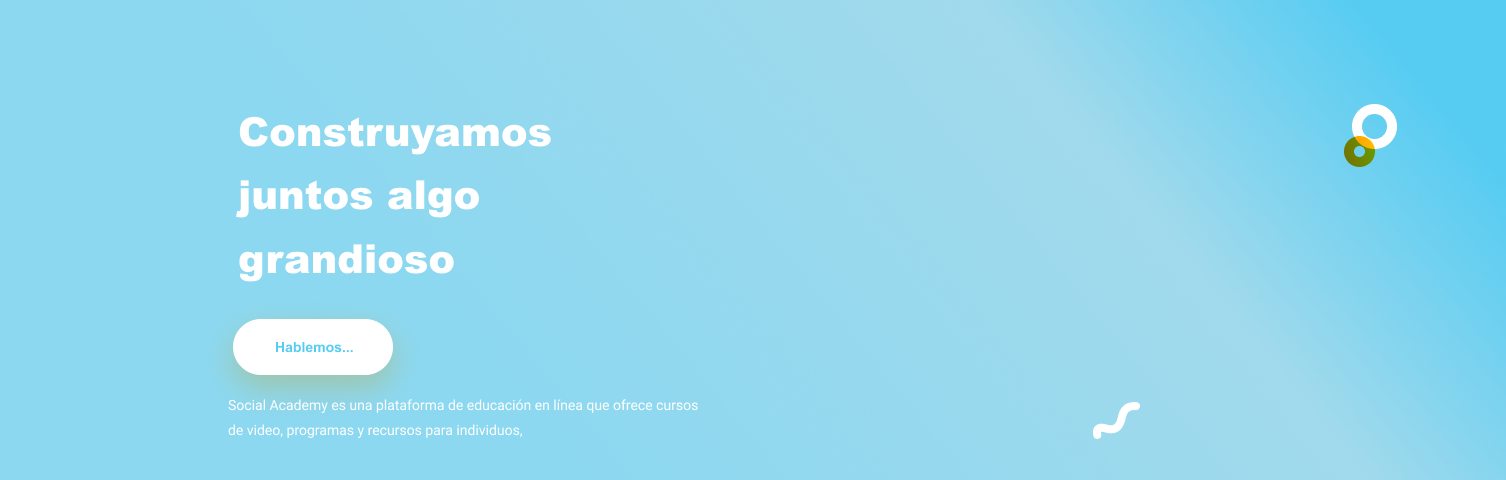 Construyamos
juntos algo
grandioso
Hablemos...
Social Academy es una plataforma de educación en línea que ofrece cursos
de video, programas y recursos para individuos,